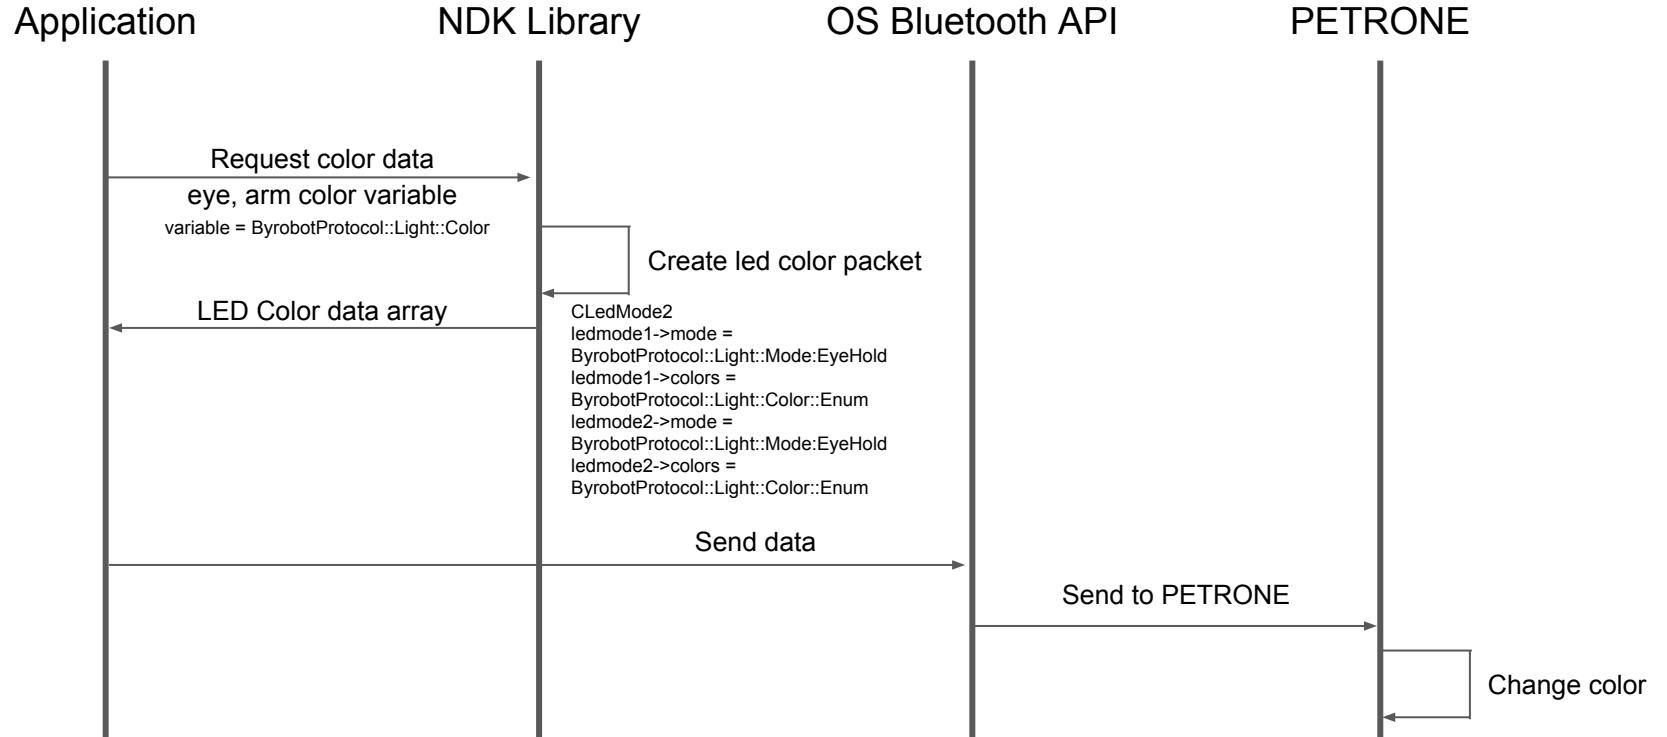 Application
NDK Library
OS Bluetooth API
PETRONE
Request color data
eye, arm color variable
variable = ByrobotProtocol::Light::Color
Create led color packet
LED Color data array
CLedMode2
ledmode1->mode =
ByrobotProtocol::Light::Mode:EyeHold
ledmode1->colors =
ByrobotProtocol::Light::Color::Enum
ledmode2->mode =
ByrobotProtocol::Light::Mode:EyeHold
ledmode2->colors =
ByrobotProtocol::Light::Color::Enum
Send data
Send to PETRONE
Change color